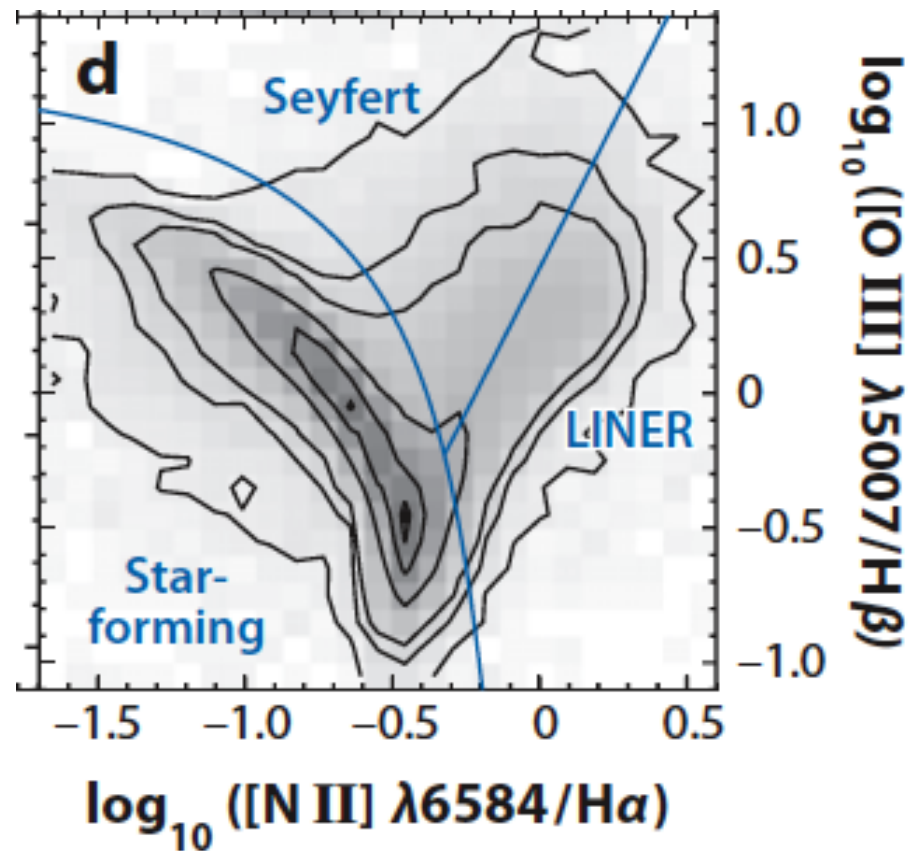 d
Seyfert
LINER
Star-
forming
1.0
0.5
0
−0.5
−1.0
log₁₀ ([O III] λ5007/Hβ)
−1.5
−1.0
−0.5
0
0.5
log₁₀ ([N II] λ6584/Hα)